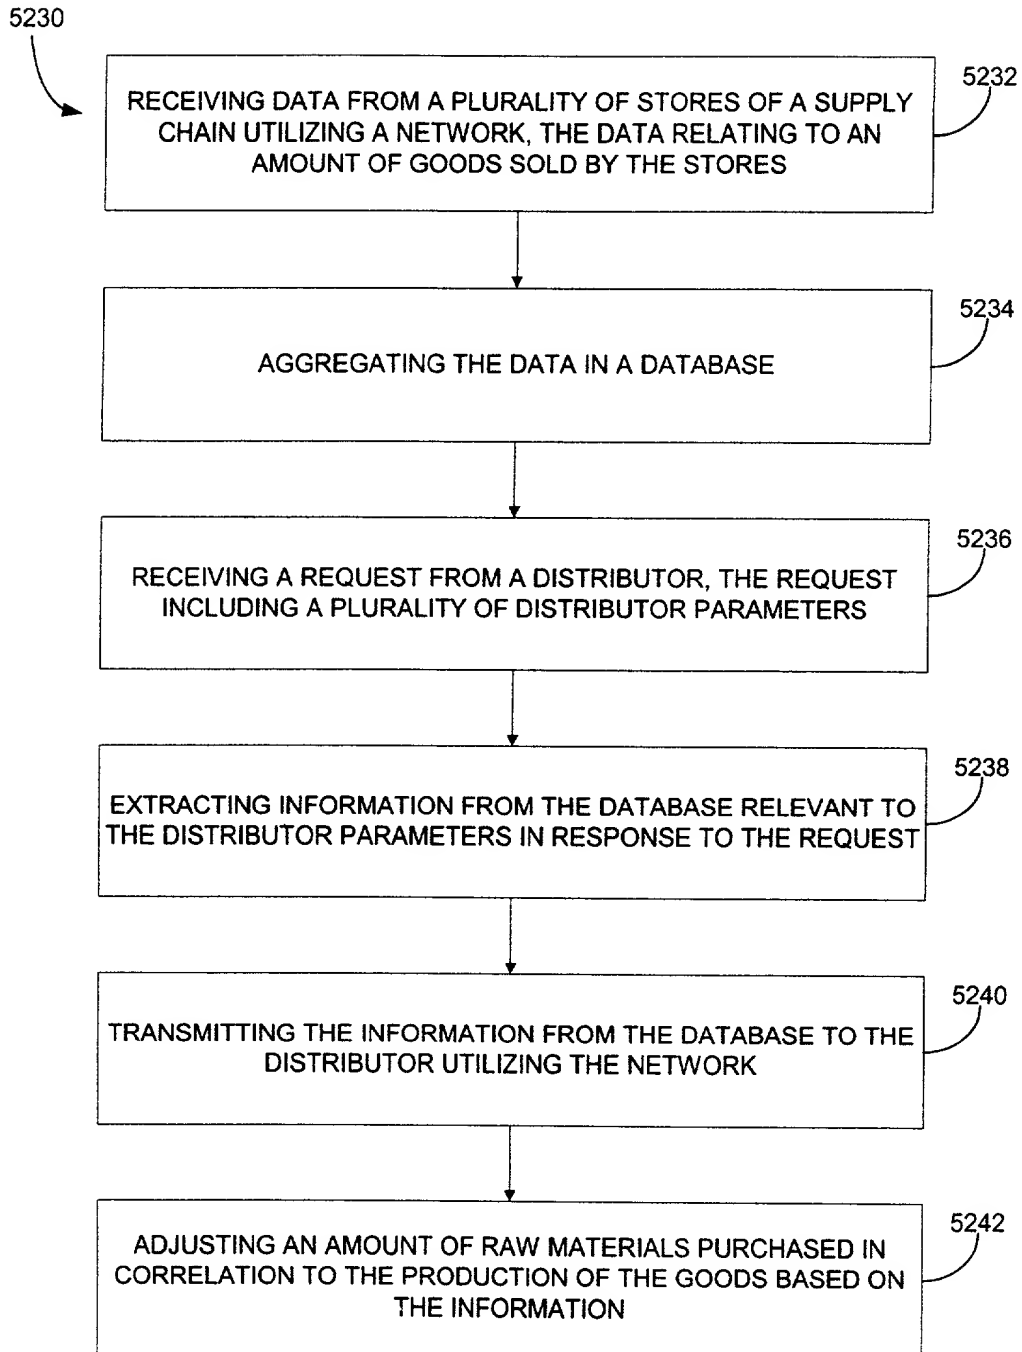 5230
5232
RECEIVING DATA FROM A PLURALITY OF STORES OF A SUPPLY
CHAIN UTILIZING A NETWORK, THE DATA RELATING TO AN
AMOUNT OF GOODS SOLD BY THE STORES
5234
AGGREGATING THE DATA IN A DATABASE
5236
RECEIVING A REQUEST FROM A DISTRIBUTOR, THE REQUEST
INCLUDING A PLURALITY OF DISTRIBUTOR PARAMETERS
5238
EXTRACTING INFORMATION FROM THE DATABASE RELEVANT TO
THE DISTRIBUTOR PARAMETERS IN RESPONSE TO THE REQUEST
5240
TRANSMITTING THE INFORMATION FROM THE DATABASE TO THE
DISTRIBUTOR UTILIZING THE NETWORK
5242
ADJUSTING AN AMOUNT OF RAW MATERIALS PURCHASED IN
CORRELATION TO THE PRODUCTION OF THE GOODS BASED ON
THE INFORMATION